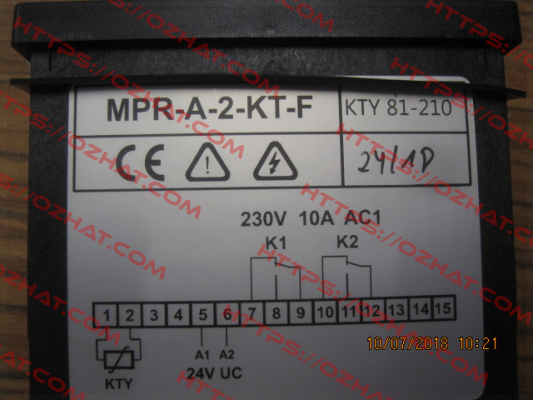 MPR-A-2-KT-F KTY 81-210
CE 24/1D
230V 10A AC1
K1 K2
1 2 3 4 5 6 7 8 9 10 11 12 13 14 15
A1 A2
KTY 24V UC
10/07/2018 10:21
HTTPS://OZHAT.COM